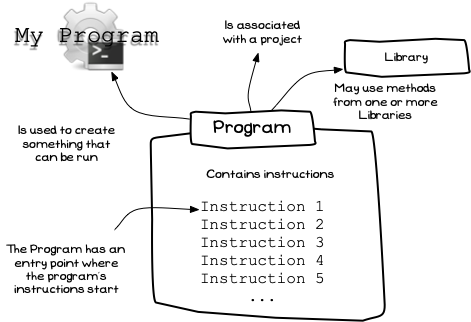 My Program
>_
Is associated
with a project
Library
May use methods
from one or more
Libraries
Is used to create
something that
can be run
Program
Contains instructions
Instruction 1
Instruction 2
Instruction 3
Instruction 4
Instruction 5
...
The Program has an
entry point where
the program's
instructions start